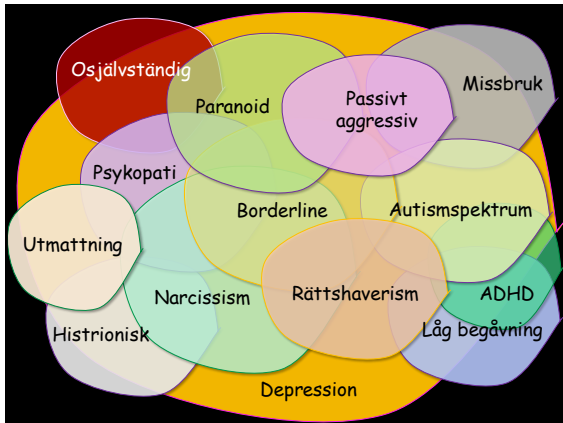 Osjälvständig
Missbruk
Paranoid
Passivt
aggressiv
Psykopati
Borderline
Autismspektrum
Utmattning
Narcissism
Rättshaverism
ADHD
Histrionisk
Låg begåvning
Depression